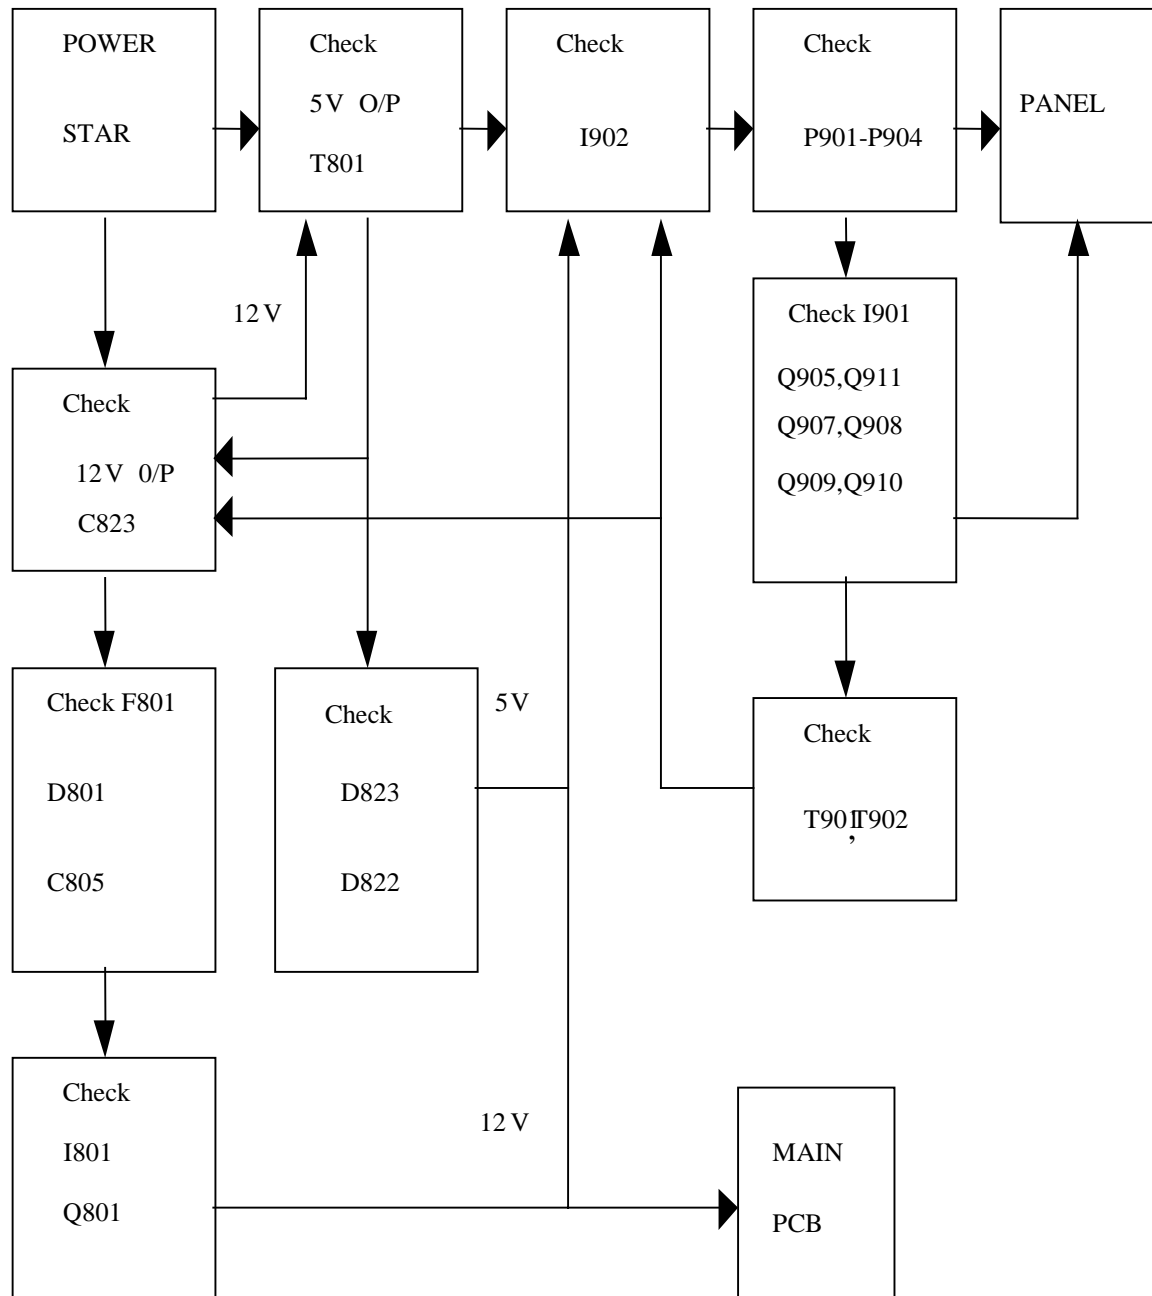 POWER
STAR
Check
5V O/P
T801
Check
I902
Check
P901-P904
PANEL
12V
Check
12V 0/P
C823
Check I901
Q905,Q911
Q907,Q908
Q909,Q910
Check F801
D801
C805
Check
D823
D822
5V
Check
T901,T902
Check
I801
Q801
12V
MAIN
PCB